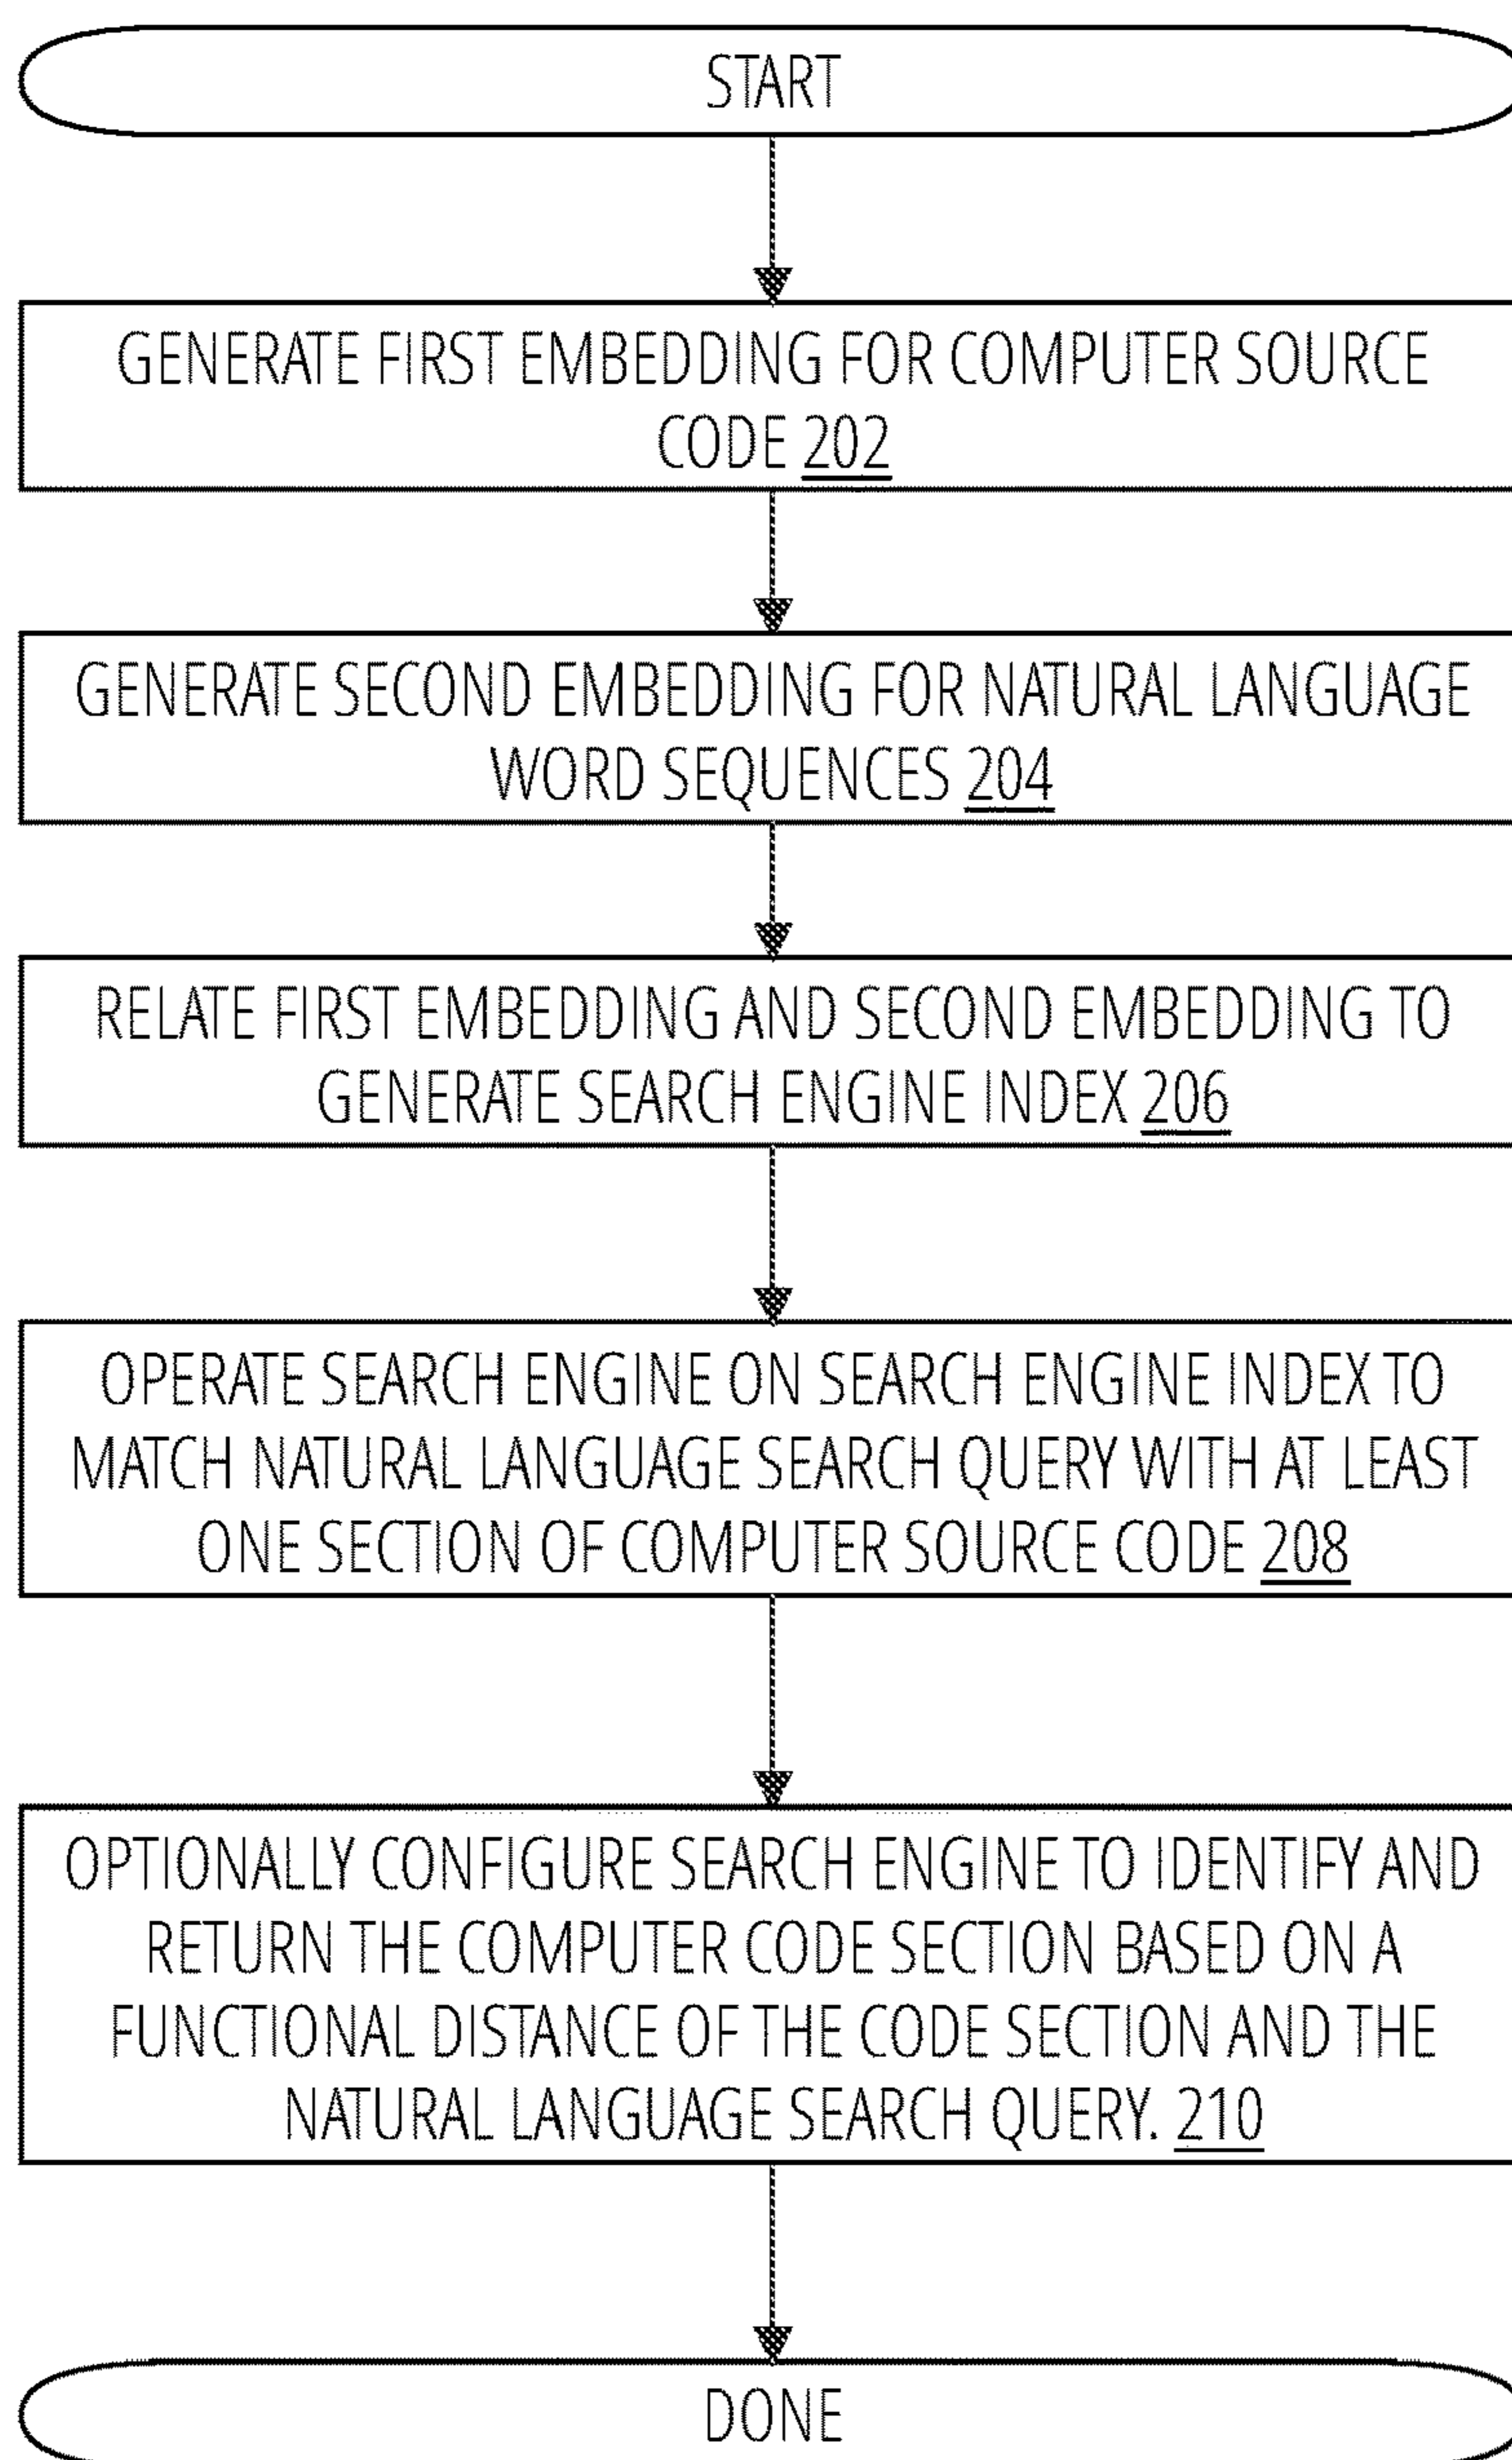 START
GENERATE FIRST EMBEDDING FOR COMPUTER SOURCE
CODE 202
GENERATE SECOND EMBEDDING FOR NATURAL LANGUAGE
WORD SEQUENCES 204
RELATE FIRST EMBEDDING AND SECOND EMBEDDING TO
GENERATE SEARCH ENGINE INDEX 206
OPERATE SEARCH ENGINE ON SEARCH ENGINE INDEX TO
MATCH NATURAL LANGUAGE SEARCH QUERY WITH AT LEAST
ONE SECTION OF COMPUTER SOURCE CODE 208
OPTIONALLY CONFIGURE SEARCH ENGINE TO IDENTIFY AND
RETURN THE COMPUTER CODE SECTION BASED ON A
FUNCTIONAL DISTANCE OF THE CODE SECTION AND THE
NATURAL LANGUAGE SEARCH QUERY. 210
DONE